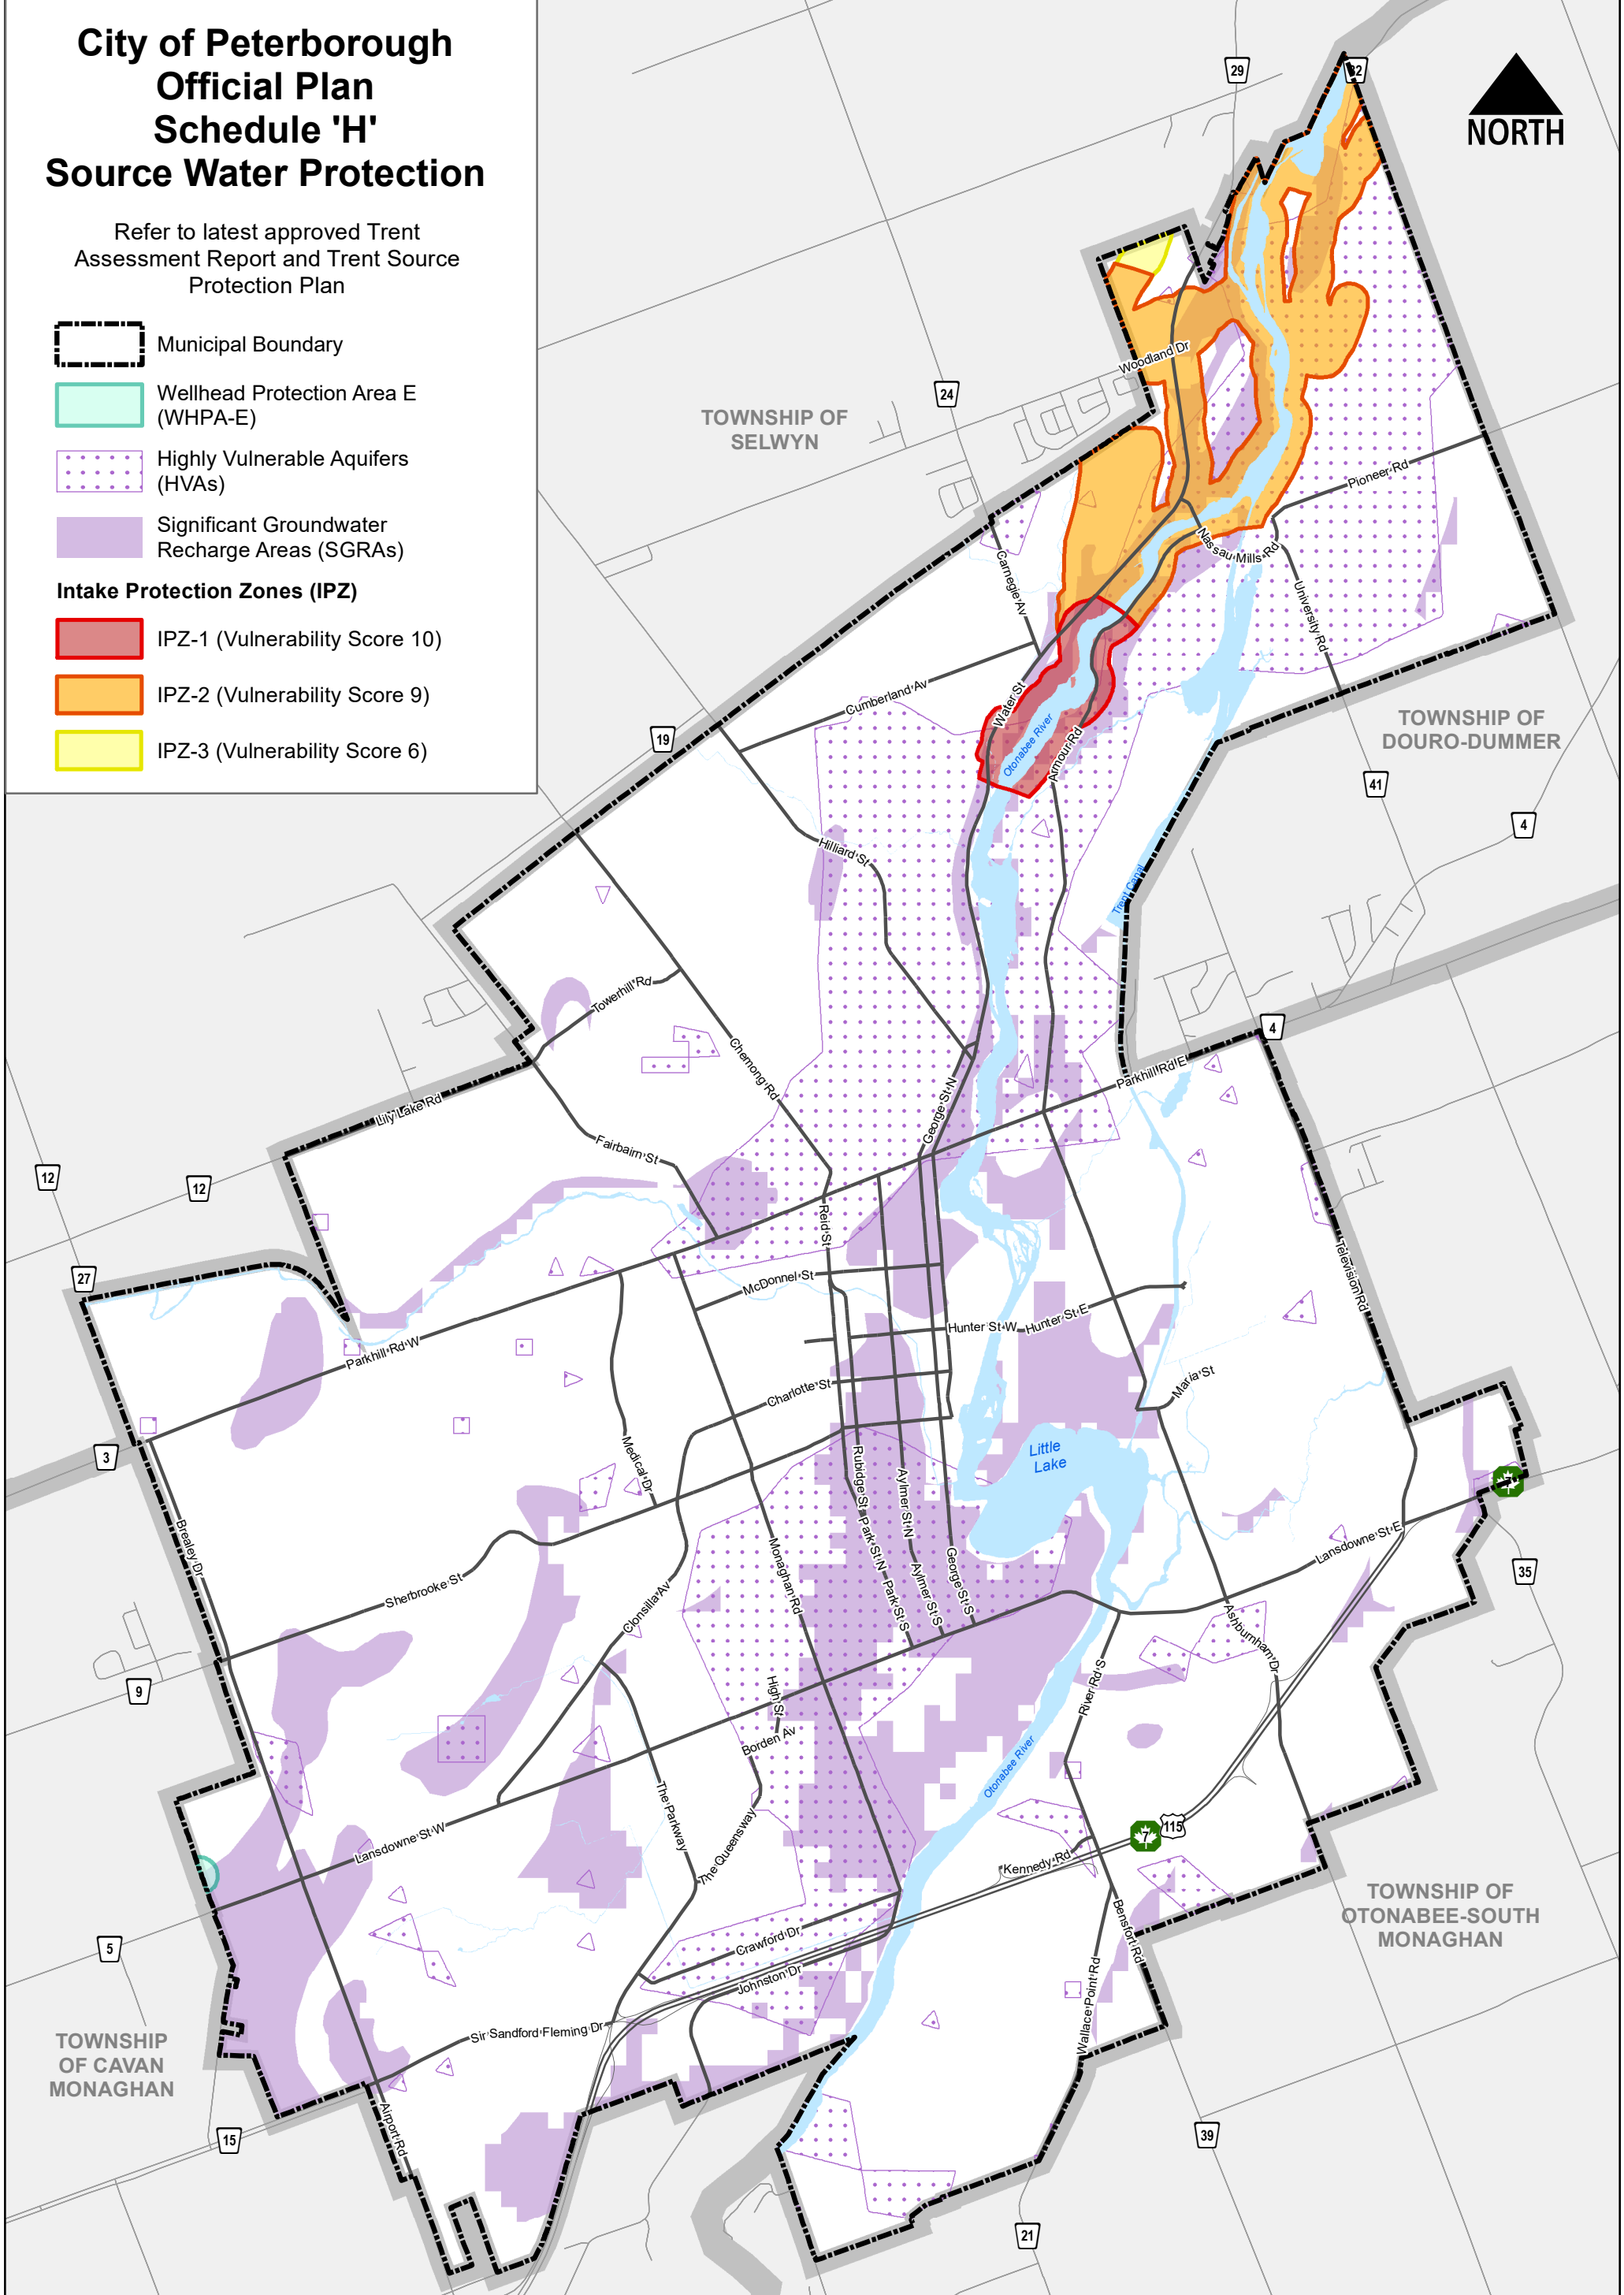 City of Peterborough
Official Plan
Schedule 'H'
Source Water Protection
Refer to latest approved Trent
Assessment Report and Trent Source
Protection Plan
Municipal Boundary
Wellhead Protection Area E
(WHPA-E)
Highly Vulnerable Aquifers
(HVAs)
Significant Groundwater
Recharge Areas (SGRAs)
Intake Protection Zones (IPZ)
IPZ-1 (Vulnerability Score 10)
IPZ-2 (Vulnerability Score 9)
IPZ-3 (Vulnerability Score 6)
NORTH
29
32
Woodland Dr
24
TOWNSHIP OF
SELWYN
Pioneer Rd
Nassau Mills Rd
Carnegie Av
University Rd
Cumberland Av
Water St
Otonabee River
Armour Rd
19
TOWNSHIP OF
DOURO-DUMMER
41
4
Hilliard St
Trent Canal
Towerhill Rd
Chemong Rd
4
Parkhill Rd E
Lily Lake Rd
George St N
Fairbairn St
12
12
Reid St
27
McDonnel St
Television Rd
Hunter St W
Hunter St E
Parkhill Rd W
Charlotte St
Maria St
3
Medical Dr
Little
Lake
Rubidge St
Aylmer St N
7
Brealey Dr
Park St N
Monaghan Rd
George St S
Lansdowne St E
35
Sherbrooke St
Clonsilla Av
Park St S
Aylmer St S
Ashburnham Dr
9
High St
River Rd S
Borden Av
Otonabee River
The Parkway
Lansdowne St W
The Queensway
7
115
Kennedy Rd
TOWNSHIP OF
OTONABEE-SOUTH
MONAGHAN
5
Crawford Dr
Bensfort Rd
Johnston Dr
Wallace Point Rd
Sir Sandford Fleming Dr
TOWNSHIP
OF CAVAN
MONAGHAN
Airport Rd
15
39
21